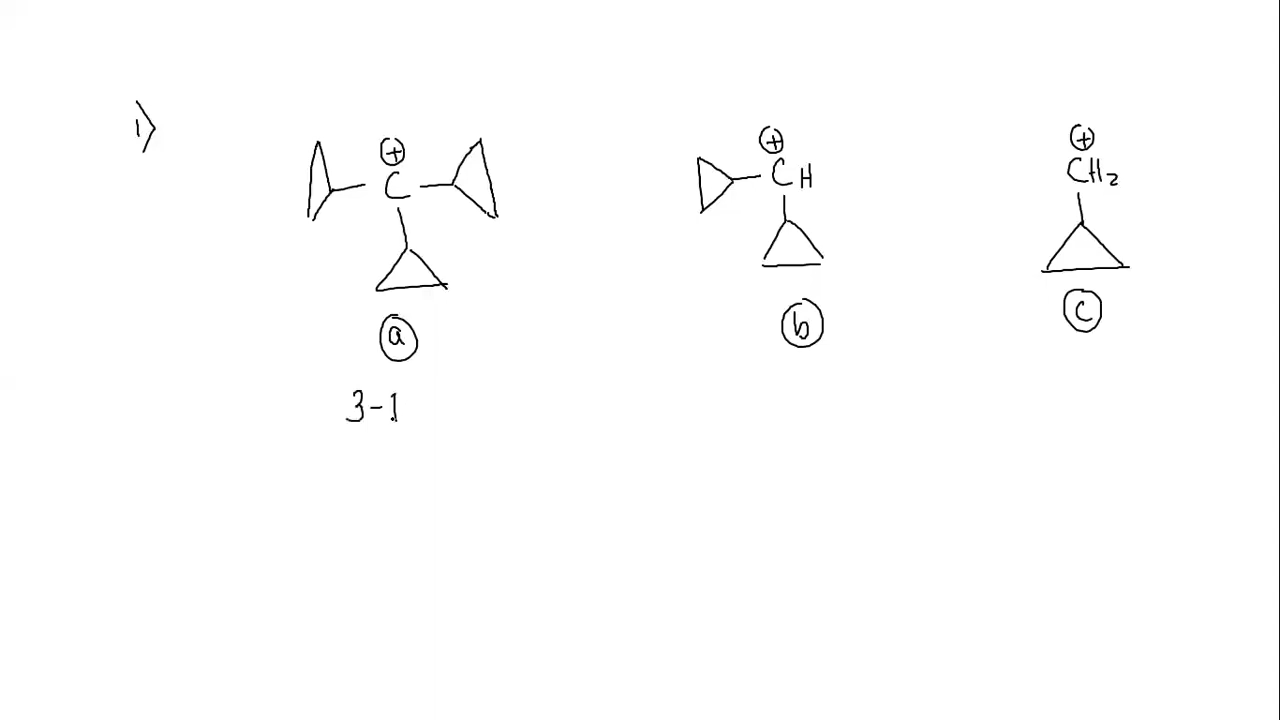 1)
⊕ ⊕ ⊕
C CH CH₂
a b c
3-1